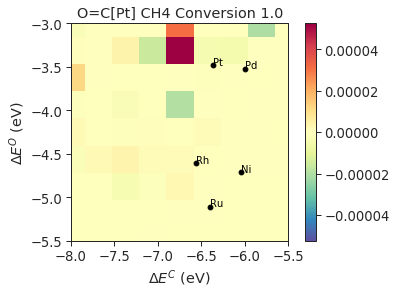 O=C[Pt] CH4 Conversion 1.0
−3.0
−3.5
−4.0
−4.5
−5.0
−5.5
ΔE^O (eV)
Pt
Pd
Rh
Ni
Ru
−8.0 −7.5 −7.0 −6.5 −6.0 −5.5
ΔE^C (eV)
0.00004
0.00002
0.00000
−0.00002
−0.00004